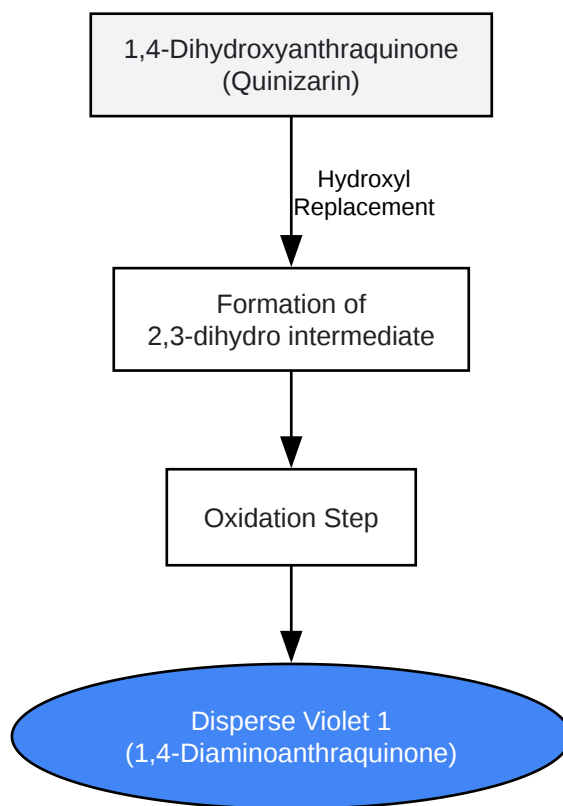 1,4-Dihydroxyanthraquinone
(Quinizarin)
Hydroxyl
Replacement
Formation of
2,3-dihydro intermediate
Oxidation Step
Disperse Violet 1
(1,4-Diaminoanthraquinone)